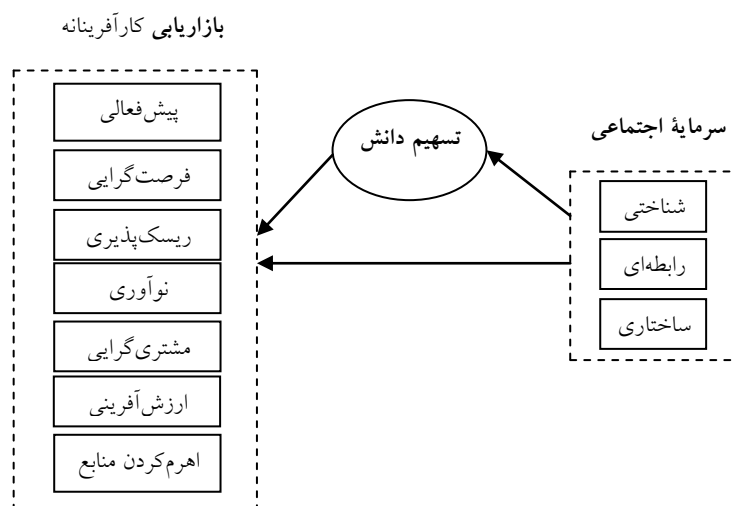 بازاریابی کارآفرینانه
سرمایۀ اجتماعی
شناختی
رابطه‌ای
ساختاری
تسهیم دانش
پیش‌فعالی
فرصت‌گرایی
ریسک‌پذیری
نوآوری
مشتری‌گرایی
ارزش‌آفرینی
اهرم‌کردن منابع